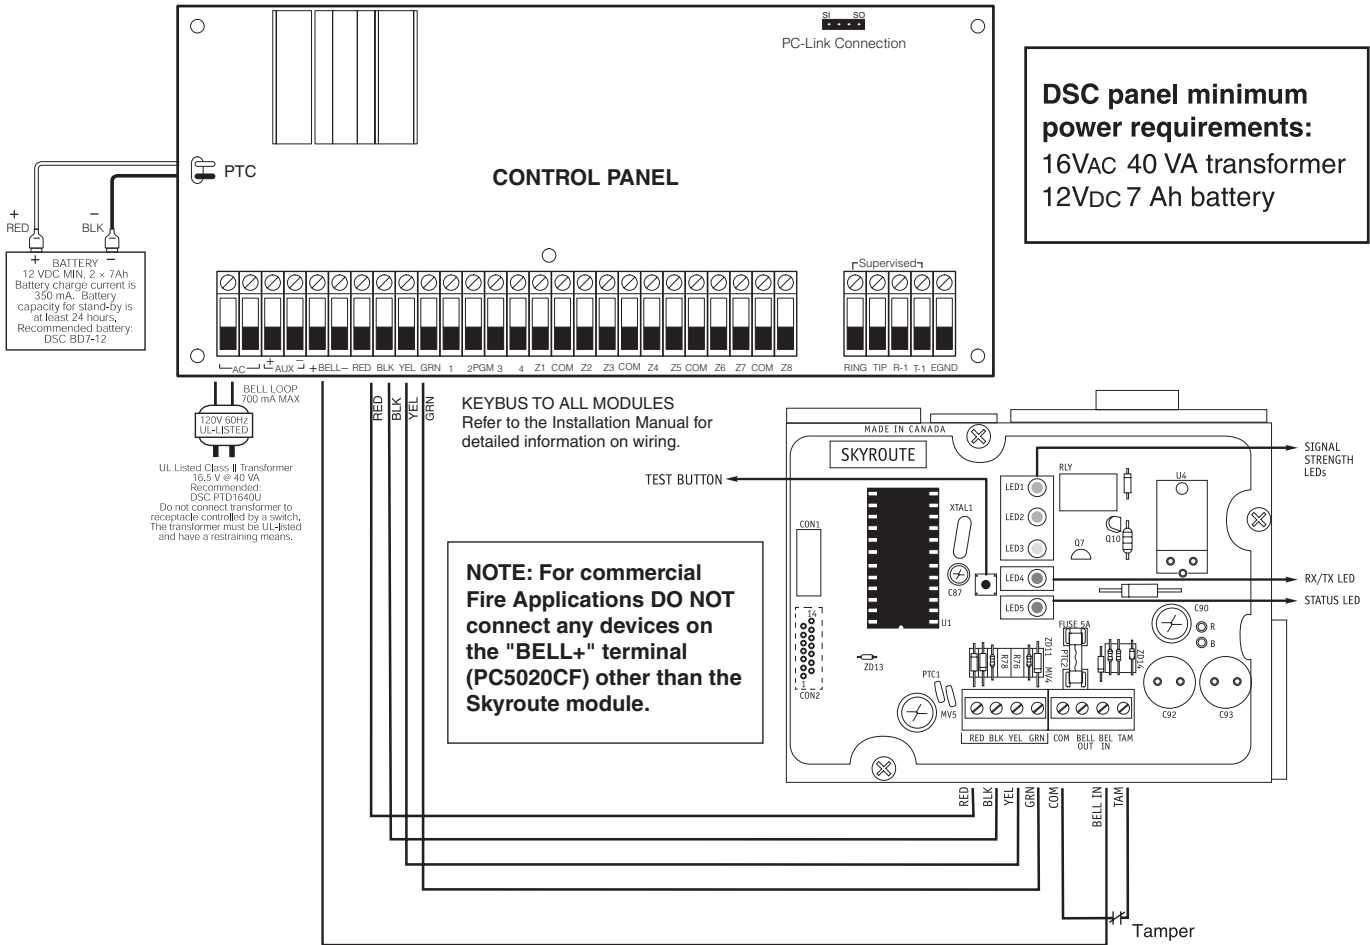 SI SO
PC-Link Connection
PTC
CONTROL PANEL
DSC panel minimum
power requirements:
16VAC 40 VA transformer
12VDC 7 Ah battery
+
RED
−
BLK
+ −
BATTERY
12 VDC MIN, 2 × 7Ah
Battery charge current is
350 mA. Battery
capacity for stand-by is
at least 24 hours.
Recommended battery:
DSC BD7-12
Supervised
AC + AUX − +BELL− RED BLK YEL GRN 1 2PGM 3 4 Z1 COM Z2 Z3 COM Z4 Z5 COM Z6 Z7 COM Z8
RING TIP R-1 T-1 EGND
BELL LOOP
700 mA MAX
120V 60Hz
UL-LISTED
UL Listed Class II Transformer
16.5 V @ 40 VA
Recommended:
DSC PTD1640U
Do not connect transformer to
receptacle controlled by a switch.
The transformer must be UL-listed
and have a restraining means.
RED
BLK
YEL
GRN
KEYBUS TO ALL MODULES
Refer to the Installation Manual for
detailed information on wiring.
NOTE: For commercial
Fire Applications DO NOT
connect any devices on
the "BELL+" terminal
(PC5020CF) other than the
Skyroute module.
MADE IN CANADA
SKYROUTE
TEST BUTTON
SIGNAL
STRENGTH
LEDs
RX/TX LED
STATUS LED
LED1
LED2
LED3
LED4
LED5
RLY
U4
XTAL1
CON1
Q7
Q10
C87
14
1
CON2
U1
ZD13
C90
R
B
FUSE 5A
PTC2
ZD11
MV4
R78
R76
ZD14
PTC1
MV5
C92
C93
RED BLK YEL GRN
COM BELL OUT BEL IN TAM
RED
BLK
YEL
GRN
COM
BELL IN
TAM
Tamper